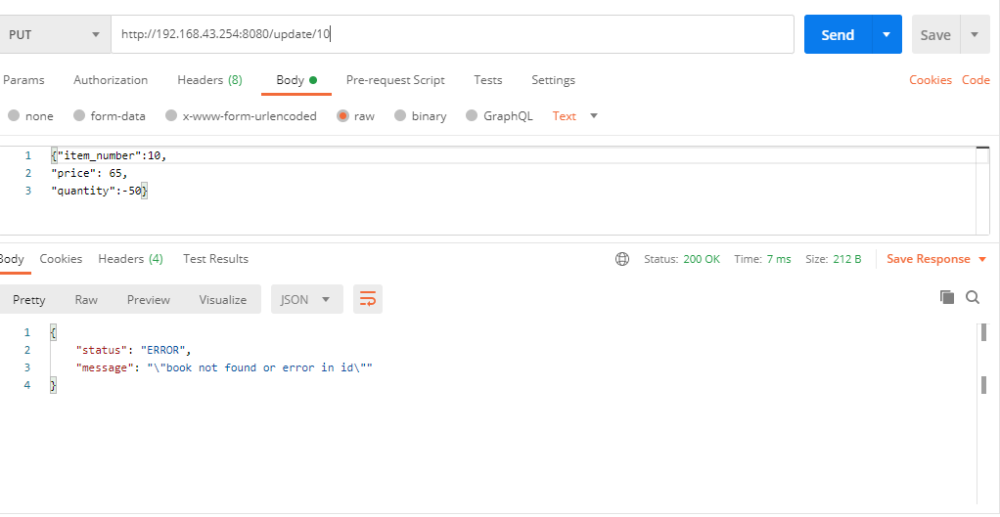 PUT http://192.168.43.254:8080/update/10 Send Save
Params Authorization Headers (8) Body Pre-request Script Tests Settings Cookies Code
none form-data x-www-form-urlencoded raw binary GraphQL Text
1 {"item_number":10,
2 "price": 65,
3 "quantity":-50}
Body Cookies Headers (4) Test Results Status: 200 OK Time: 7 ms Size: 212 B Save Response
Pretty Raw Preview Visualize JSON
1 {
2 "status": "ERROR",
3 "message": "\"book not found or error in id\""
4 }